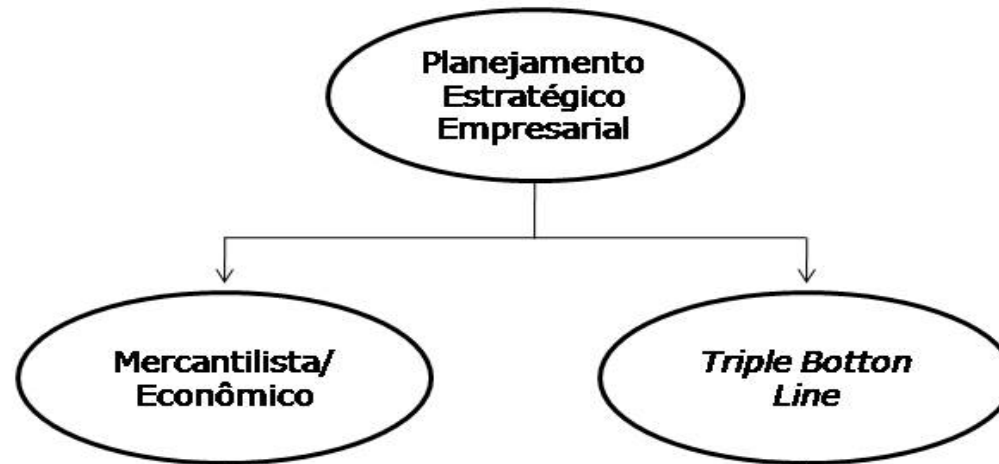 Planejamento
Estratégico
Empresarial
Mercantilista/
Econômico
Triple Botton
Line